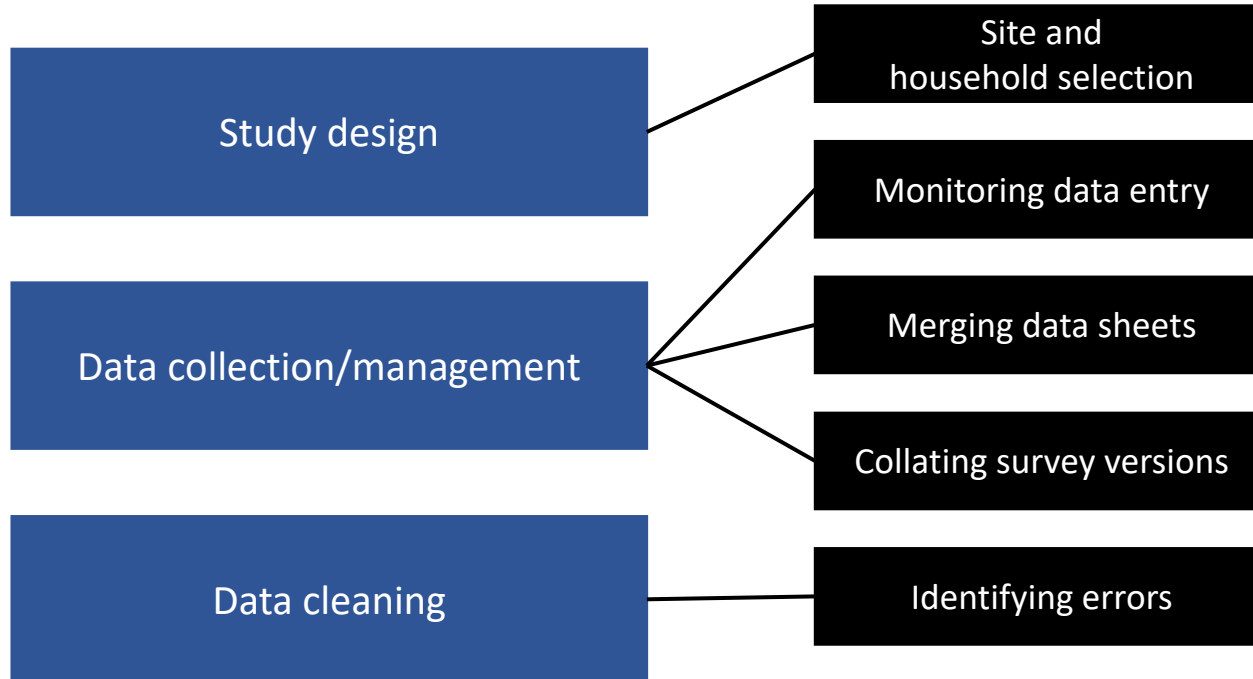 Study design
Site and
household selection
Data collection/management
Monitoring data entry
Merging data sheets
Collating survey versions
Data cleaning
Identifying errors